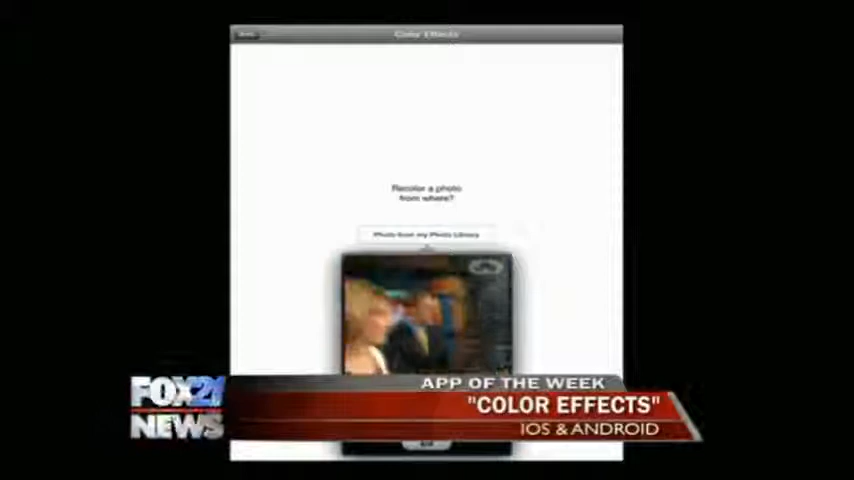 Color Effects
Recolor a photo
from where?
Photo from my Photo Library
APP OF THE WEEK
"COLOR EFFECTS"
IOS & ANDROID
FOX21
NEWS